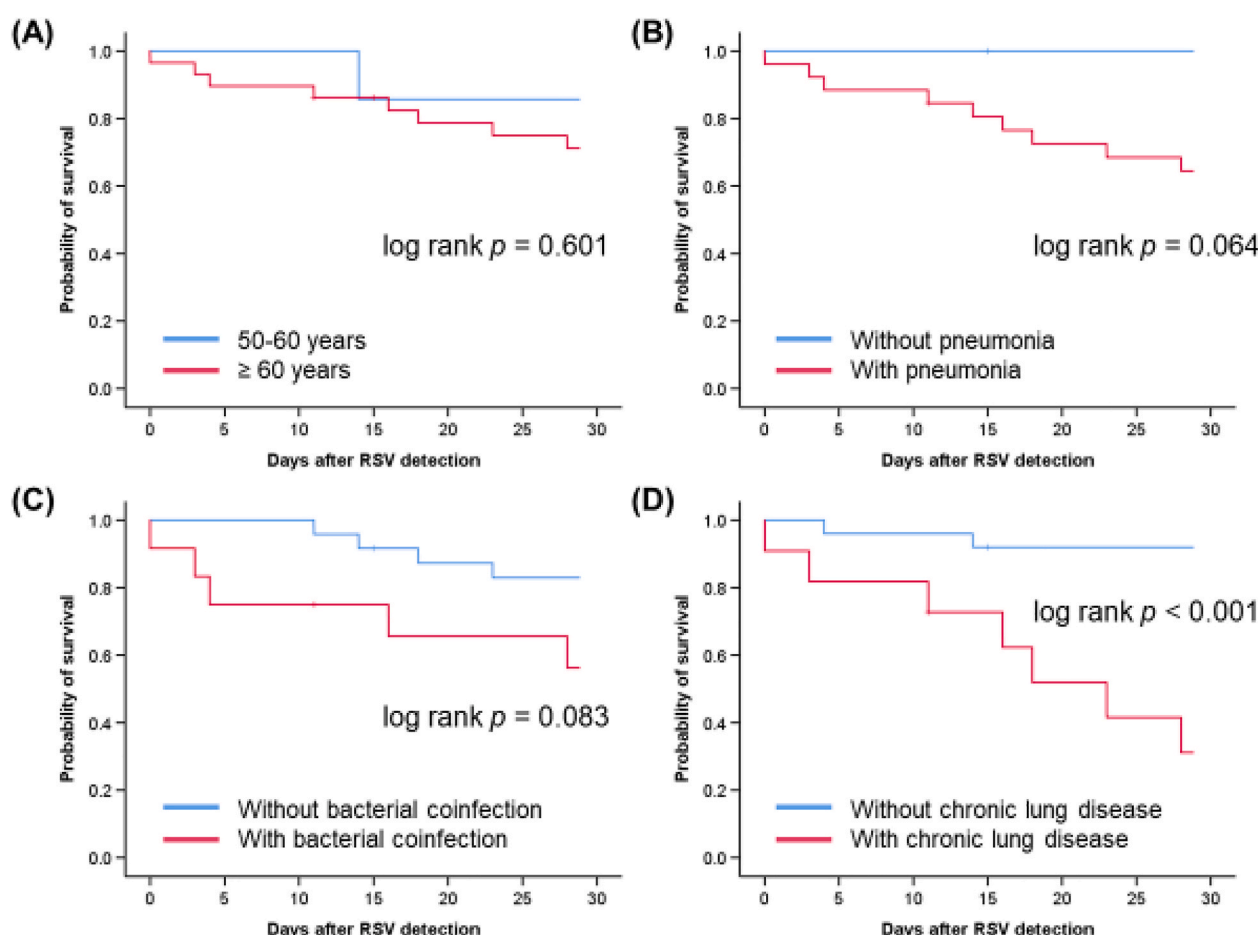 (A)
Probability of survival
1.0
0.8
0.6
0.4
0.2
0.0
log rank p = 0.601
50-60 years
≥ 60 years
0 5 10 15 20 25 30
Days after RSV detection
(B)
Probability of survival
1.0
0.8
0.6
0.4
0.2
0.0
log rank p = 0.064
Without pneumonia
With pneumonia
0 5 10 15 20 25 30
Days after RSV detection
(C)
Probability of survival
1.0
0.8
0.6
0.4
0.2
0.0
log rank p = 0.083
Without bacterial coinfection
With bacterial coinfection
0 5 10 15 20 25 30
Days after RSV detection
(D)
Probability of survival
1.0
0.8
0.6
0.4
0.2
0.0
log rank p < 0.001
Without chronic lung disease
With chronic lung disease
0 5 10 15 20 25 30
Days after RSV detection